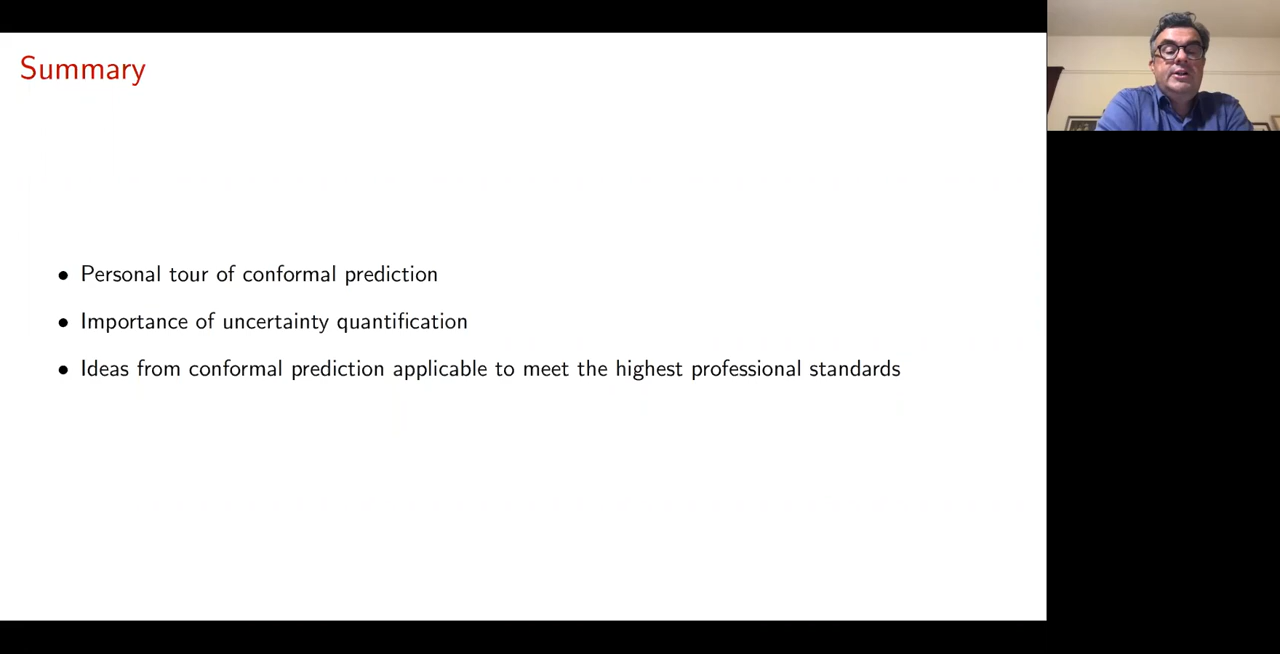 Summary
• Personal tour of conformal prediction
• Importance of uncertainty quantification
• Ideas from conformal prediction applicable to meet the highest professional standards